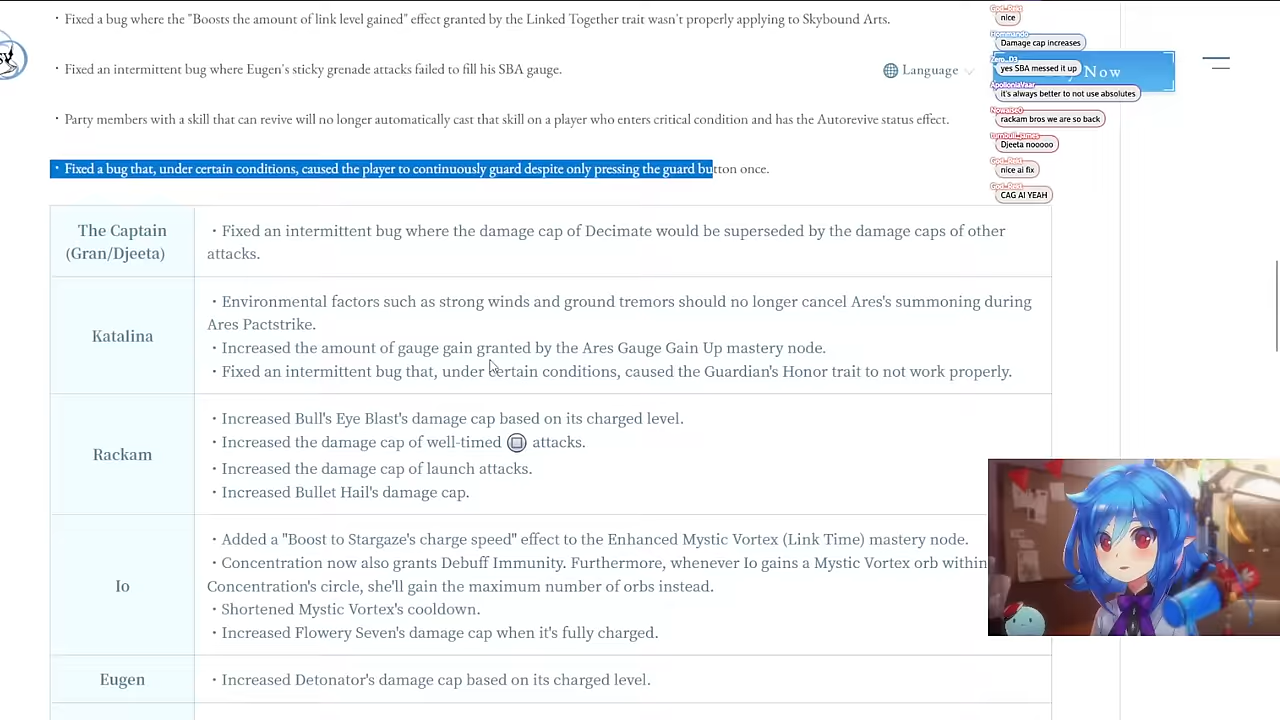 · Fixed a bug where the "Boosts the amount of link level gained" effect granted by the Linked Together trait wasn't properly applying to Skybound Arts.
· Fixed an intermittent bug where Eugen's sticky grenade attacks failed to fill his SBA gauge.
Language
Now
· Party members with a skill that can revive will no longer automatically cast that skill on a player who enters critical condition and has the Autorevive status effect.
· Fixed a bug that, under certain conditions, caused the player to continuously guard despite only pressing the guard button once.
nice
Hommando
Damage cap increases
yes SBA messed it up
ApolloniaVaar
it's always better to not use absolutes
rackam bros we are so back
Djeeta nooooo
nice ai fix
CAG AI YEAH
The Captain
(Gran/Djeeta)
· Fixed an intermittent bug where the damage cap of Decimate would be superseded by the damage caps of other
attacks.
Katalina
· Environmental factors such as strong winds and ground tremors should no longer cancel Ares's summoning during
Ares Pactstrike.
· Increased the amount of gauge gain granted by the Ares Gauge Gain Up mastery node.
· Fixed an intermittent bug that, under certain conditions, caused the Guardian's Honor trait to not work properly.
Rackam
· Increased Bull's Eye Blast's damage cap based on its charged level.
· Increased the damage cap of well-timed attacks.
· Increased the damage cap of launch attacks.
· Increased Bullet Hail's damage cap.
Io
· Added a "Boost to Stargaze's charge speed" effect to the Enhanced Mystic Vortex (Link Time) mastery node.
· Concentration now also grants Debuff Immunity. Furthermore, whenever Io gains a Mystic Vortex orb within
Concentration's circle, she'll gain the maximum number of orbs instead.
· Shortened Mystic Vortex's cooldown.
· Increased Flowery Seven's damage cap when it's fully charged.
Eugen
· Increased Detonator's damage cap based on its charged level.